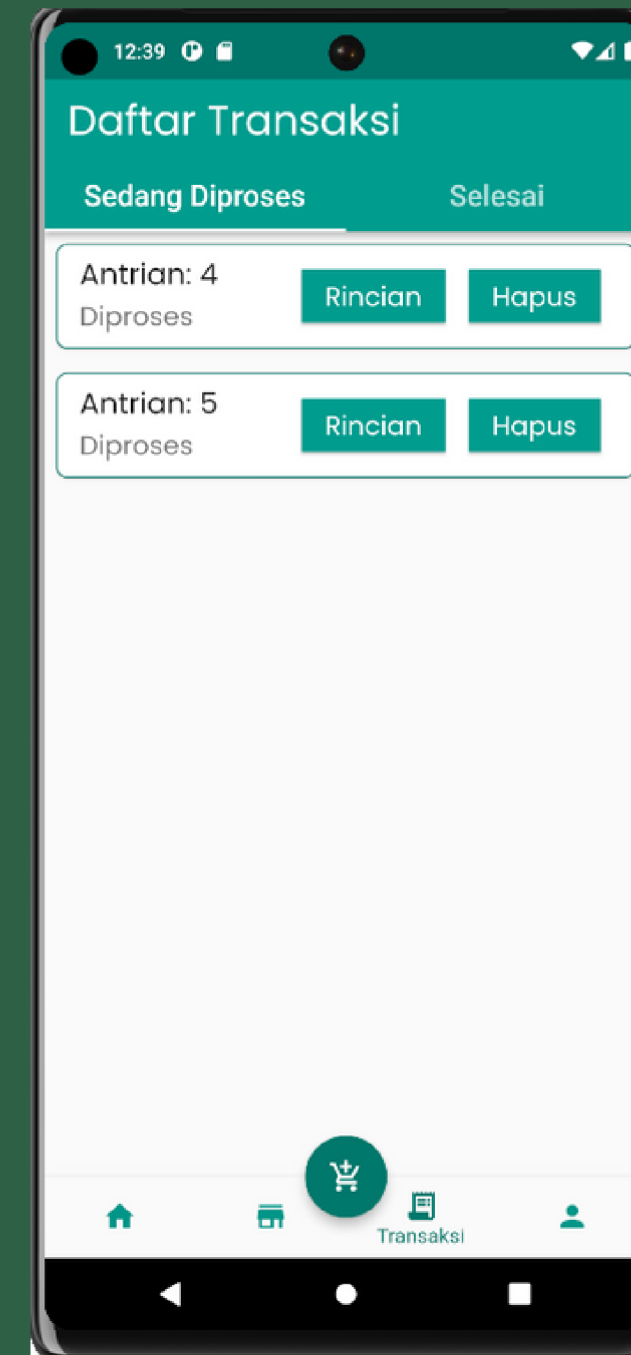 12:39
Daftar Transaksi
Sedang Diproses Selesai
Antrian: 4
Diproses
Rincian Hapus
Antrian: 5
Diproses
Rincian Hapus
Transaksi